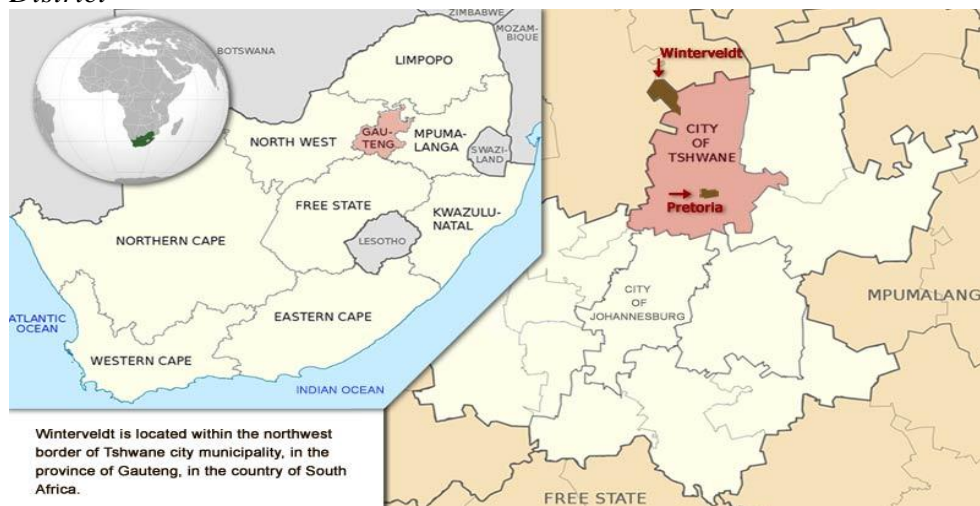 District
ZIMBABWE
MOZAM-
BIQUE
BOTSWANA
LIMPOPO
NORTH WEST
GAU-
TENG
MPUMA-
LANGA
SWAZI-
LAND
FREE STATE
KWAZULU-
NATAL
LESOTHO
NORTHERN CAPE
EASTERN CAPE
WESTERN CAPE
ATLANTIC
OCEAN
INDIAN OCEAN
Winterveldt is located within the northwest
border of Tshwane city municipality, in the
province of Gauteng, in the country of South
Africa.
Winterveldt
CITY
OF
TSHWANE
Pretoria
CITY
OF
JOHANNESBURG
MPUMALANG
FREE STATE